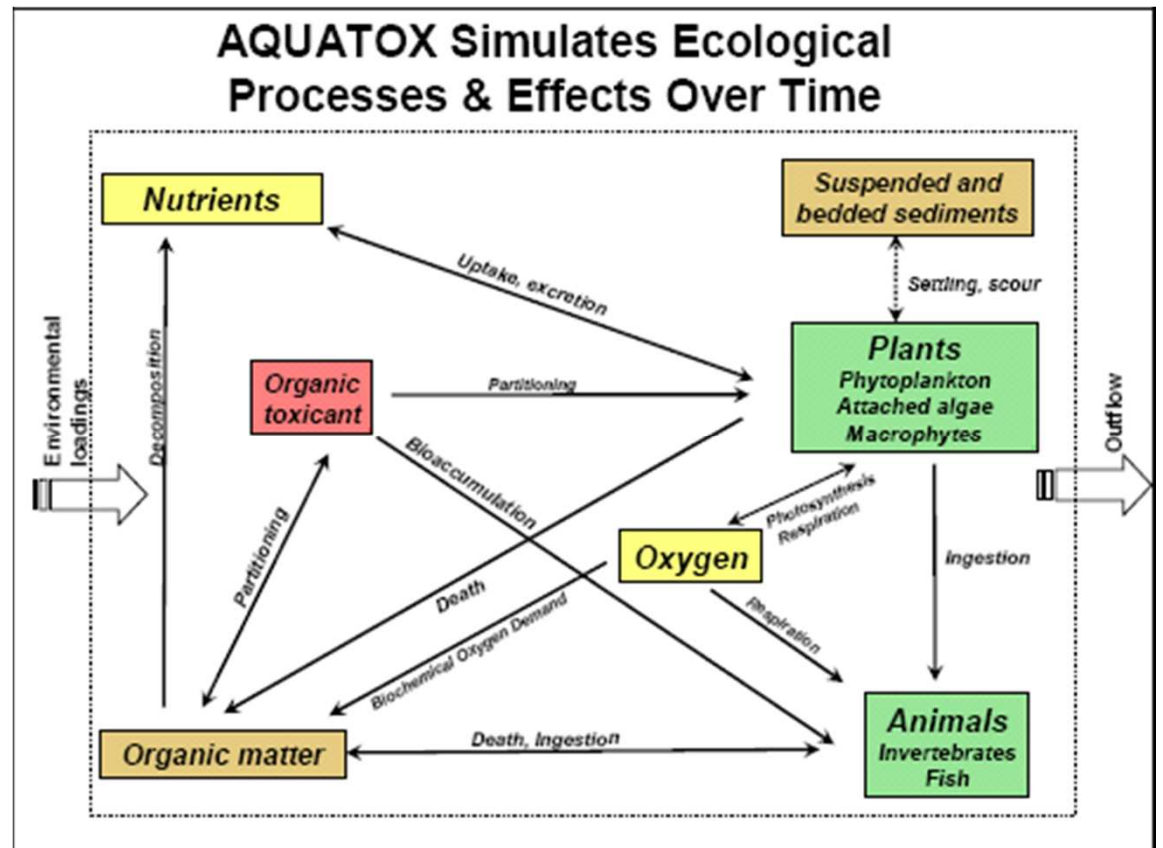 AQUATOX Simulates Ecological
Processes & Effects Over Time
Nutrients
Suspended and
bedded sediments
Uptake, excretion
Settling, scour
Environmental
loadings
Decomposition
Organic
toxicant
Partitioning
Plants
Phytoplankton
Attached algae
Macrophytes
Outflow
Bioaccumulation
Partitioning
Photosynthesis
Respiration
Oxygen
Ingestion
Death
Biochemical Oxygen Demand
Respiration
Organic matter
Death, Ingestion
Animals
Invertebrates
Fish